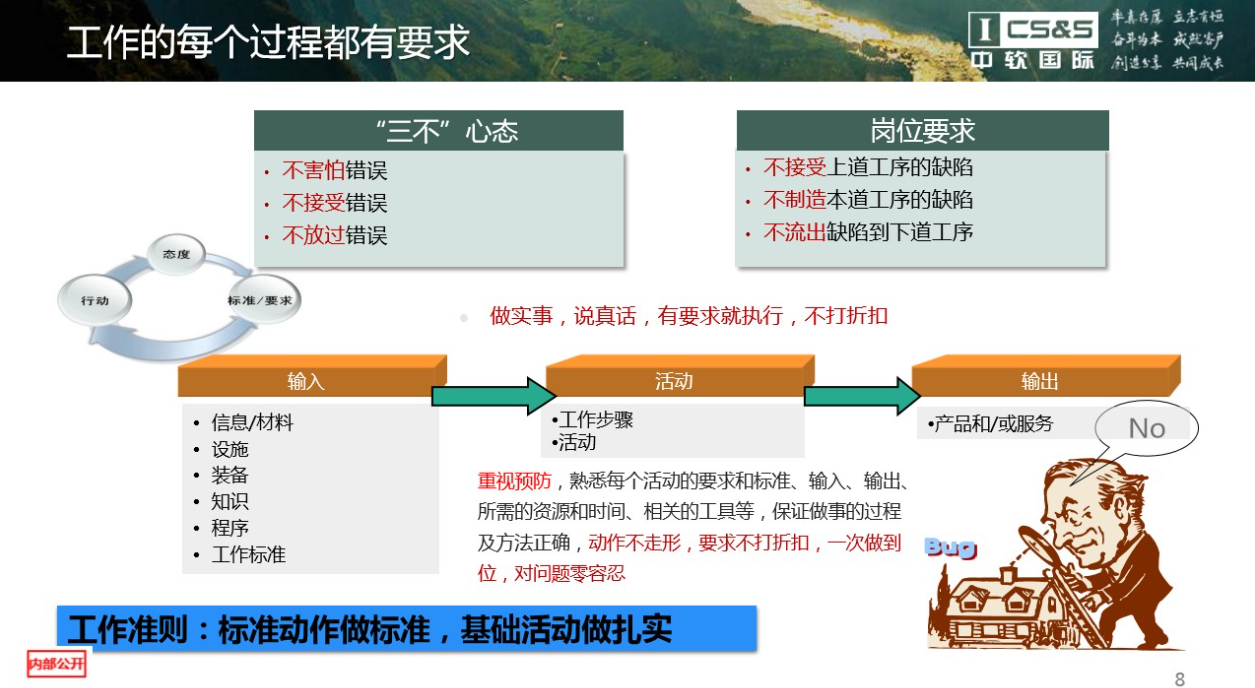 工作的每个过程都有要求
CS&S
中软国际
率真在层 立志有恒
奋斗为本 成就客户
创造分享 共同成长
“三不”心态
•不害怕错误
•不接受错误
•不放过错误
岗位要求
•不接受上道工序的缺陷
•不制造本道工序的缺陷
•不流出缺陷到下道工序
态度
行动
标准/要求
做实事，说真话，有要求就执行，不打折扣
输入
•信息/材料
•设施
•装备
•知识
•程序
•工作标准
活动
•工作步骤
•活动
输出
•产品和/或服务
No
重视预防，熟悉每个活动的要求和标准、输入、输出、
所需的资源和时间、相关的工具等，保证做事的过程
及方法正确，动作不走形，要求不打折扣，一次做到
位，对问题零容忍
Bug
工作准则：标准动作做标准，基础活动做扎实
内部公开
8